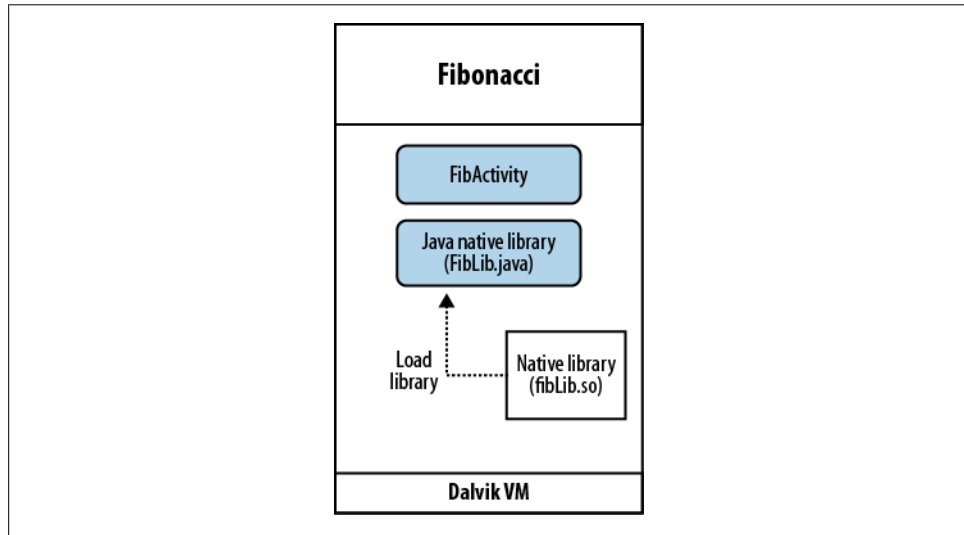 Fibonacci
FibActivity
Java native library
(FibLib.java)
Load
library
Native library
(fibLib.so)
Dalvik VM